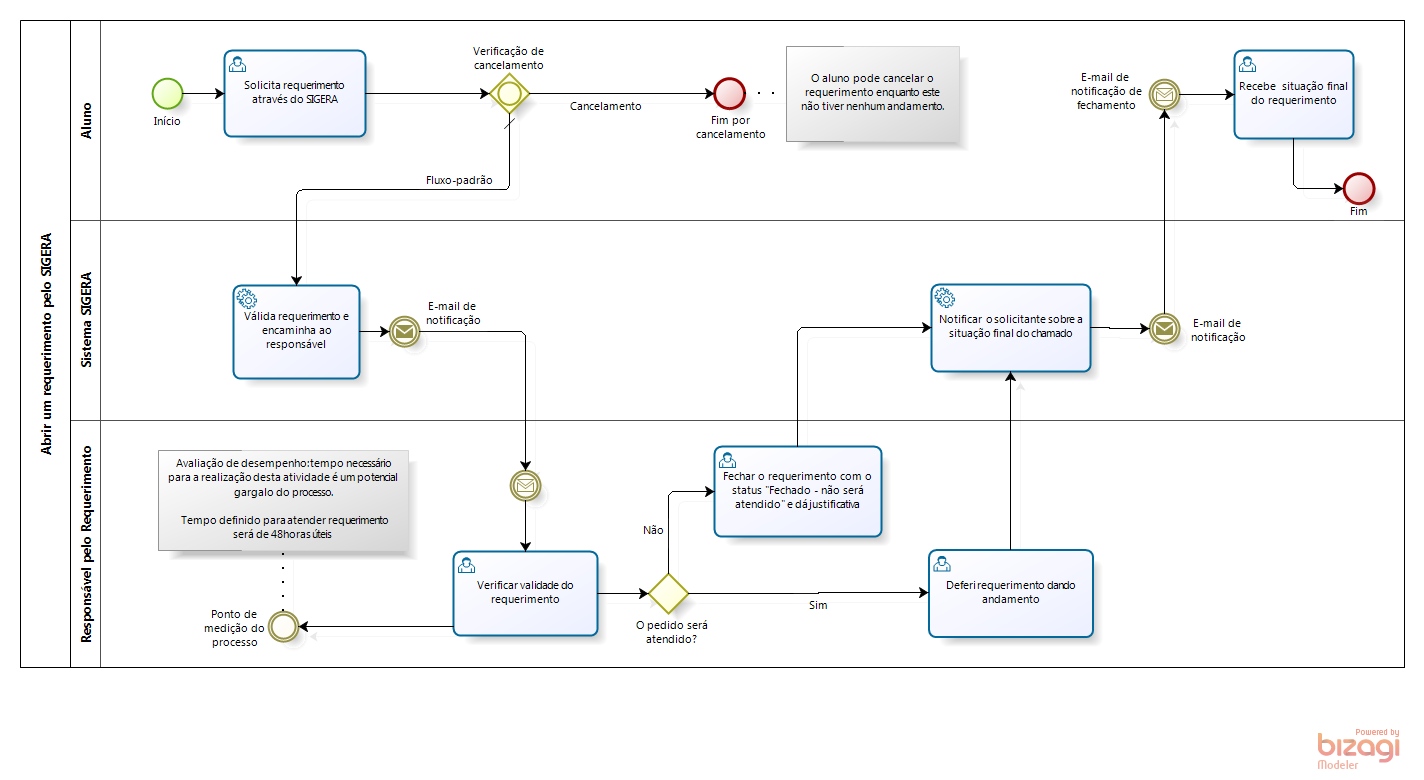 Abrir um requerimento pelo SIGERA
Aluno
Início
Solicita requerimento
através do SIGERA
Verificação de
cancelamento
Cancelamento
Fim por
cancelamento
O aluno pode cancelar o
requerimento enquanto este
não tiver nenhum andamento.
E-mail de
notificação de
fechamento
Recebe situação final
do requerimento
Fim
Fluxo-padrão
Sistema SIGERA
Válida requerimento e
encaminha ao
responsável
E-mail de
notificação
Notificar o solicitante sobre a
situação final do chamado
E-mail de
notificação
Responsável pelo Requerimento
Avaliação de desempenho:tempo necessário
para a realização desta atividade é um potencial
gargalo do processo.
Tempo definido para atender requerimento
será de 48horas úteis
Ponto de
medição do
processo
Verificar validade do
requerimento
O pedido será
atendido?
Não
Sim
Fechar o requerimento com o
status "Fechado - não será
atendido" e dá justificativa
Deferi requerimento dando
andamento
Powered by
bizagi
Modeler